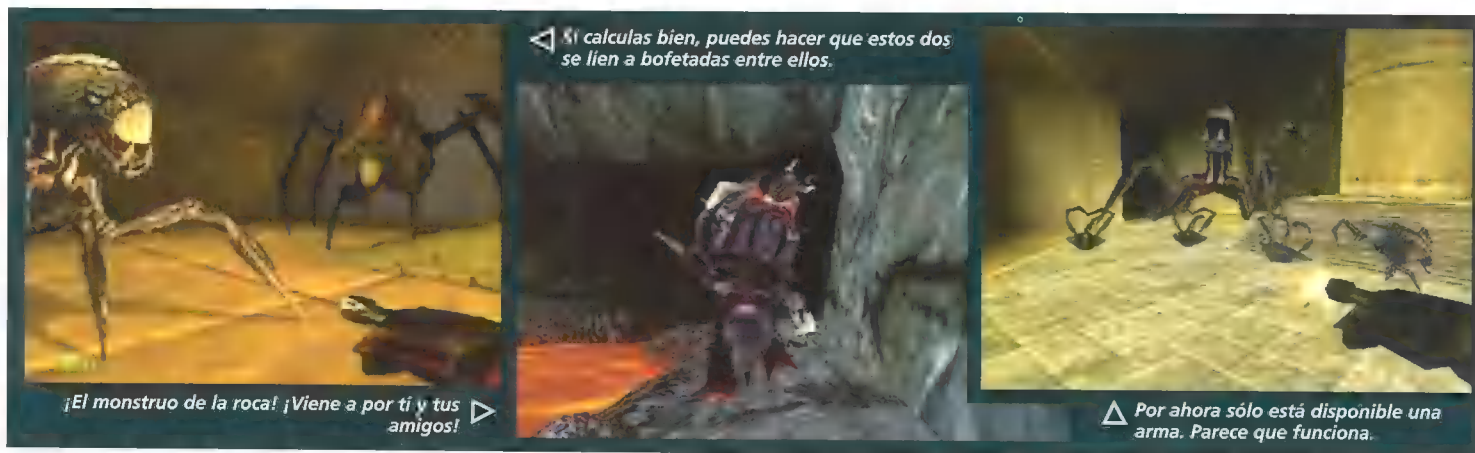 Si calculas bien, puedes hacer que estos dos
se líen a bofetadas entre ellos.
¡El monstruo de la roca! ¡Viene a por tí y tus
amigos!
Por ahora sólo está disponible una
arma. Parece que funciona.